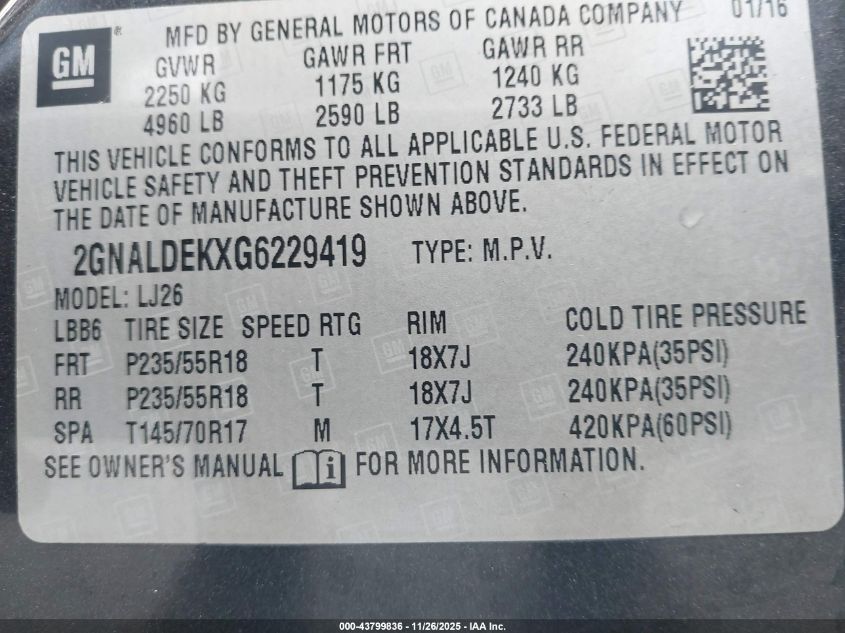 GM ®
MFD BY GENERAL MOTORS OF CANADA COMPANY 01/16
GVWR GAWR FRT GAWR RR
2250 KG 1175 KG 1240 KG
4960 LB 2590 LB 2733 LB
THIS VEHICLE CONFORMS TO ALL APPLICABLE U.S. FEDERAL MOTOR
VEHICLE SAFETY AND THEFT PREVENTION STANDARDS IN EFFECT ON
THE DATE OF MANUFACTURE SHOWN ABOVE.
2GNALDEKXG6229419 TYPE: M.P.V.
MODEL: LJ26
LBB6 TIRE SIZE SPEED RTG RIM COLD TIRE PRESSURE
FRT P235/55R18 T 18X7J 240KPA(35PSI)
RR P235/55R18 T 18X7J 240KPA(35PSI)
SPA T145/70R17 M 17X4.5T 420KPA(60PSI)
SEE OWNER'S MANUAL i FOR MORE INFORMATION.
000-43799836 - 11/26/2025 - IAA Inc.